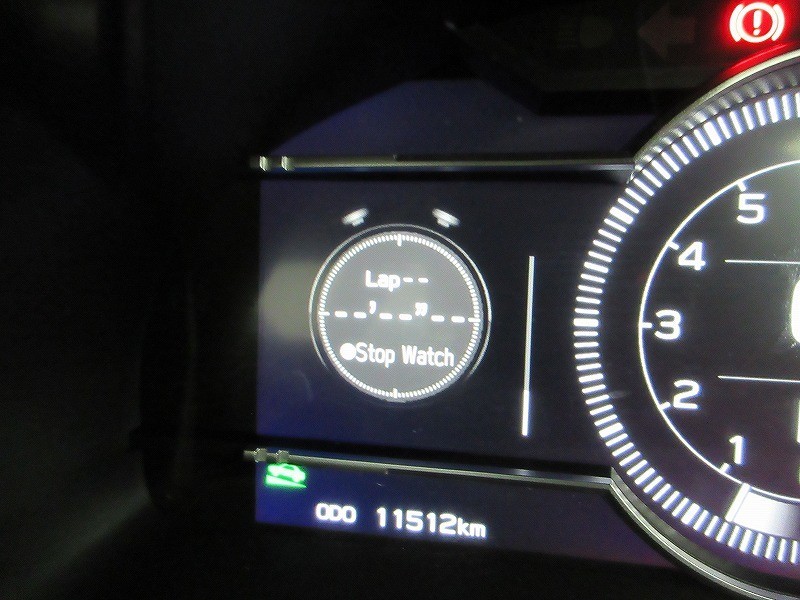 Lap--
--'--"--
●Stop Watch
5
4
3
2
1
ODO 11512km